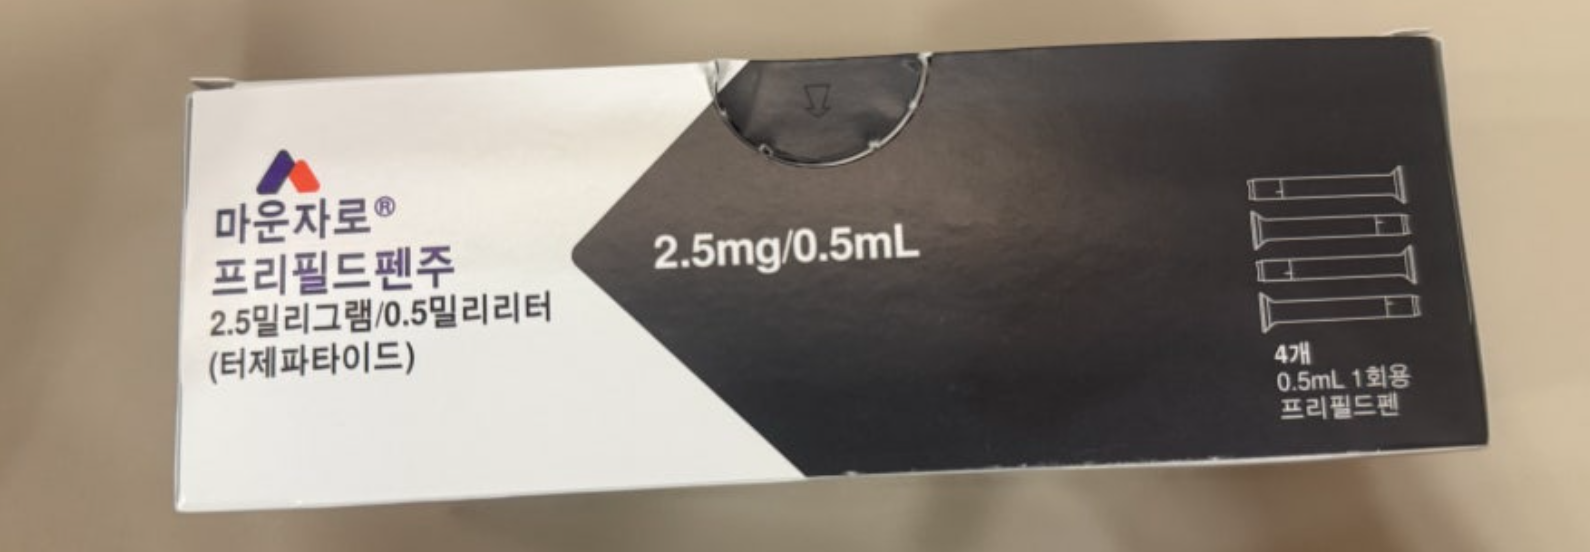 마운자로®
프리필드펜주
2.5밀리그램/0.5밀리리터
(터제파타이드)
2.5mg/0.5mL
4개
0.5mL 1회용
프리필드펜